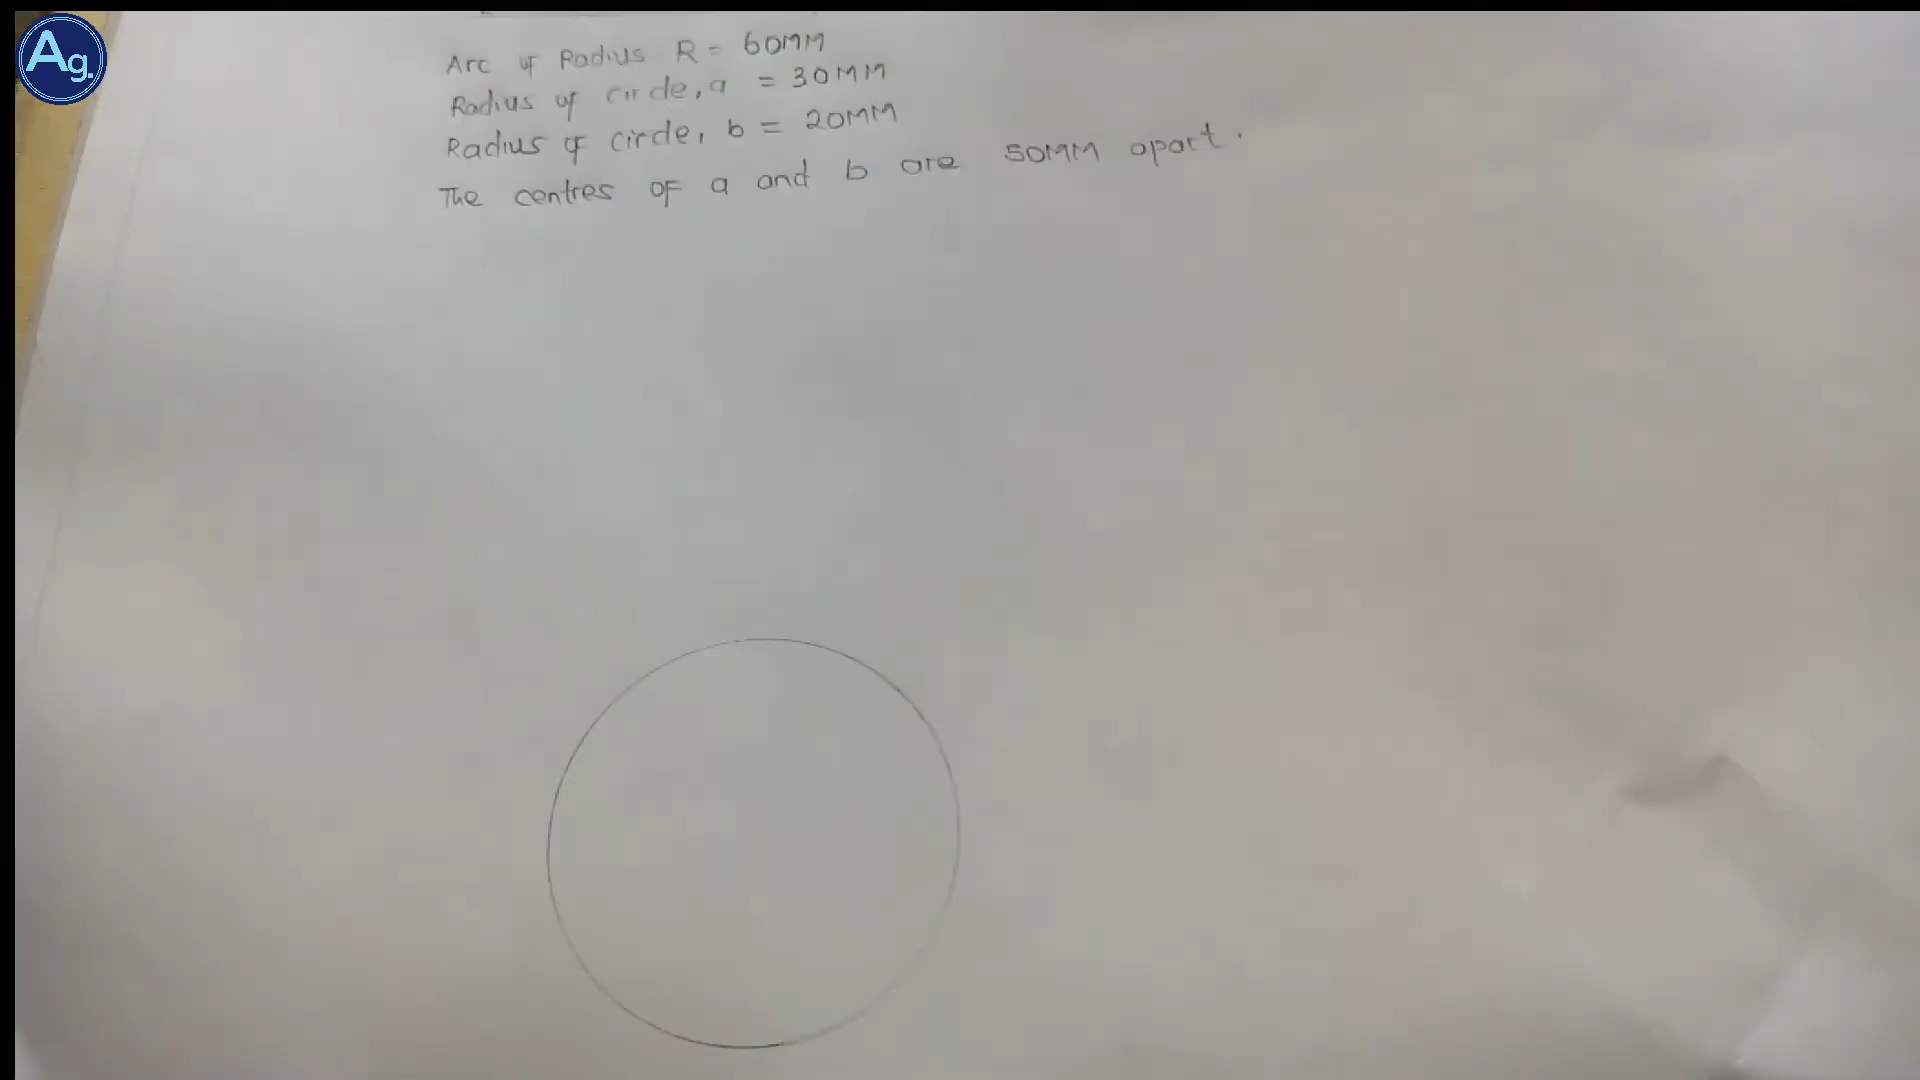 Ag.
Arc of Radius R = 60MM
Radius of circle, a = 30MM
Radius of circle, b = 20MM
The centres of a and b are 50MM apart.